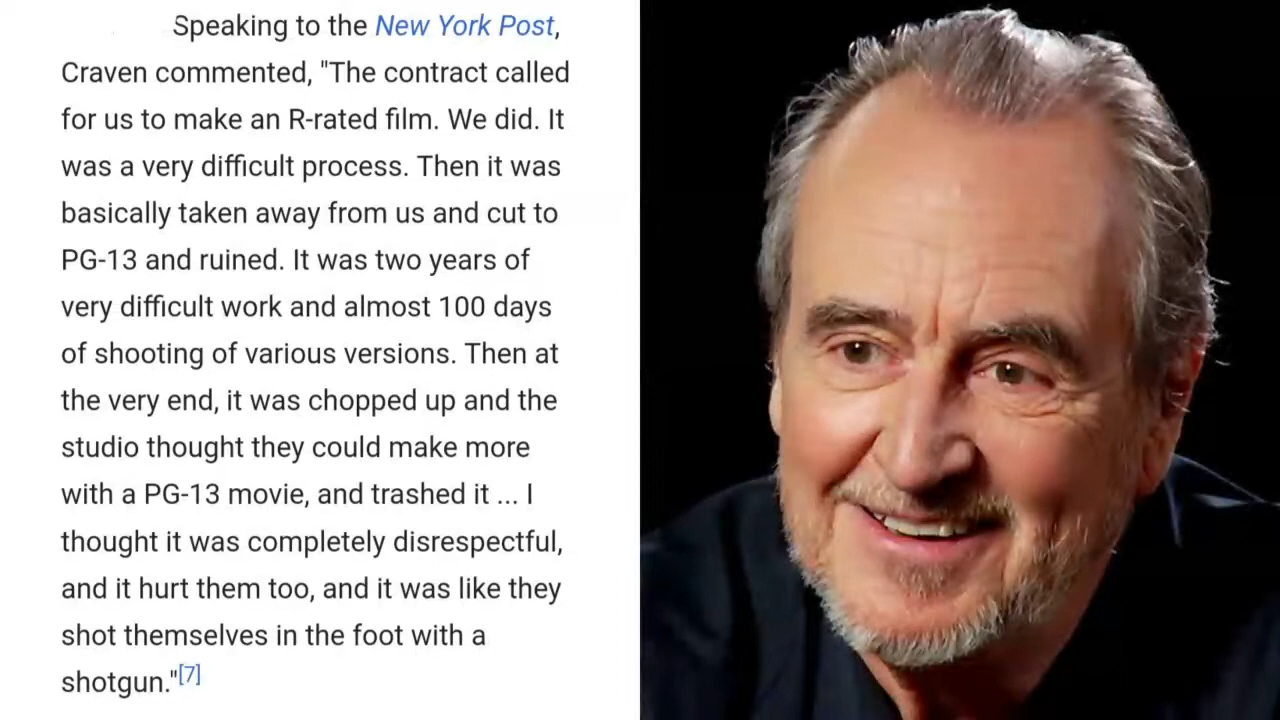 Speaking to the New York Post,
Craven commented, "The contract called
for us to make an R-rated film. We did. It
was a very difficult process. Then it was
basically taken away from us and cut to
PG-13 and ruined. It was two years of
very difficult work and almost 100 days
of shooting of various versions. Then at
the very end, it was chopped up and the
studio thought they could make more
with a PG-13 movie, and trashed it ... I
thought it was completely disrespectful,
and it hurt them too, and it was like they
shot themselves in the foot with a
shotgun."[7]